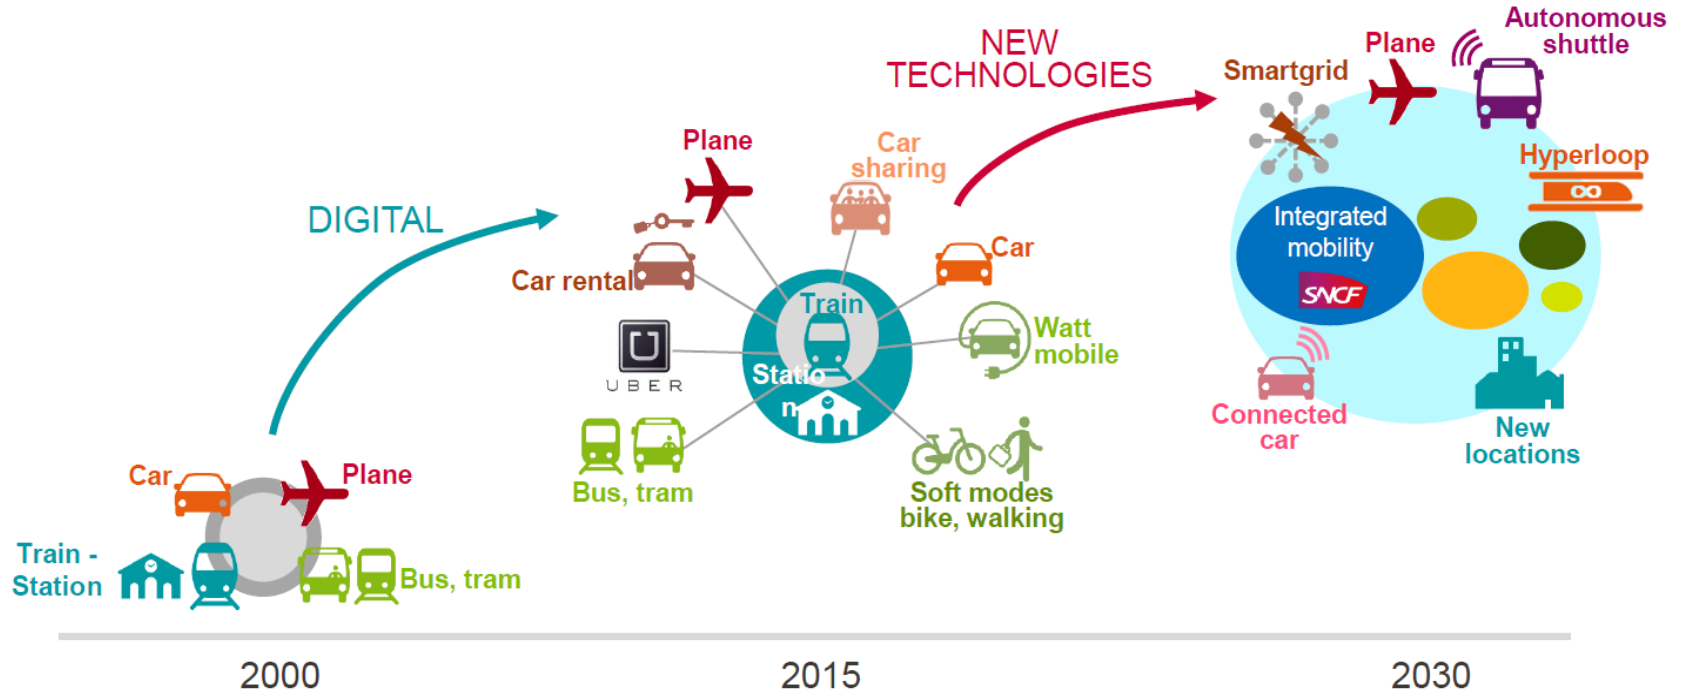 DIGITAL
NEW
TECHNOLOGIES
Car
Plane
Train -
Station
Bus, tram
Plane
Car
sharing
Car rental
Car
Train
Statio
n
UBER
Watt
mobile
Bus, tram
Soft modes
bike, walking
Smartgrid
Plane
Autonomous
shuttle
Hyperloop
Integrated
mobility
SNCF
Connected
car
New
locations
2000
2015
2030